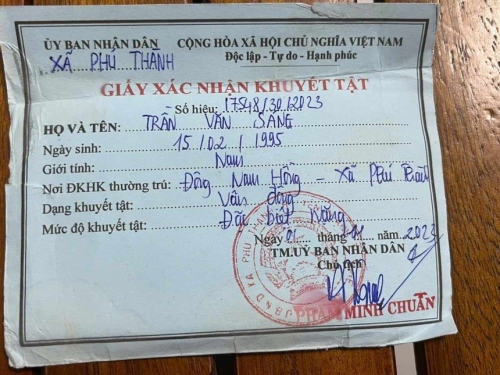 ỦY BAN NHÂN DÂN
XÃ PHÚ THÀNH
CỘNG HÒA XÃ HỘI CHỦ NGHĨA VIỆT NAM
Độc lập - Tự do - Hạnh phúc
GIẤY XÁC NHẬN KHUYẾT TẬT
Số hiệu: 17548/30/2023
HỌ VÀ TÊN: TRẦN VĂN SÁNG
Ngày sinh: 15/02/1995
Giới tính: Nam
Nơi ĐKHK thường trú: Đông Nam Hồng - Xã Phú
Dạng khuyết tật: Vận động
Mức độ khuyết tật: Đặc biệt Nặng
Ngày 01 tháng 01 năm 2023
TM.UỶ BAN NHÂN DÂN
Chủ tịch
PHẠM MINH CHUẨN